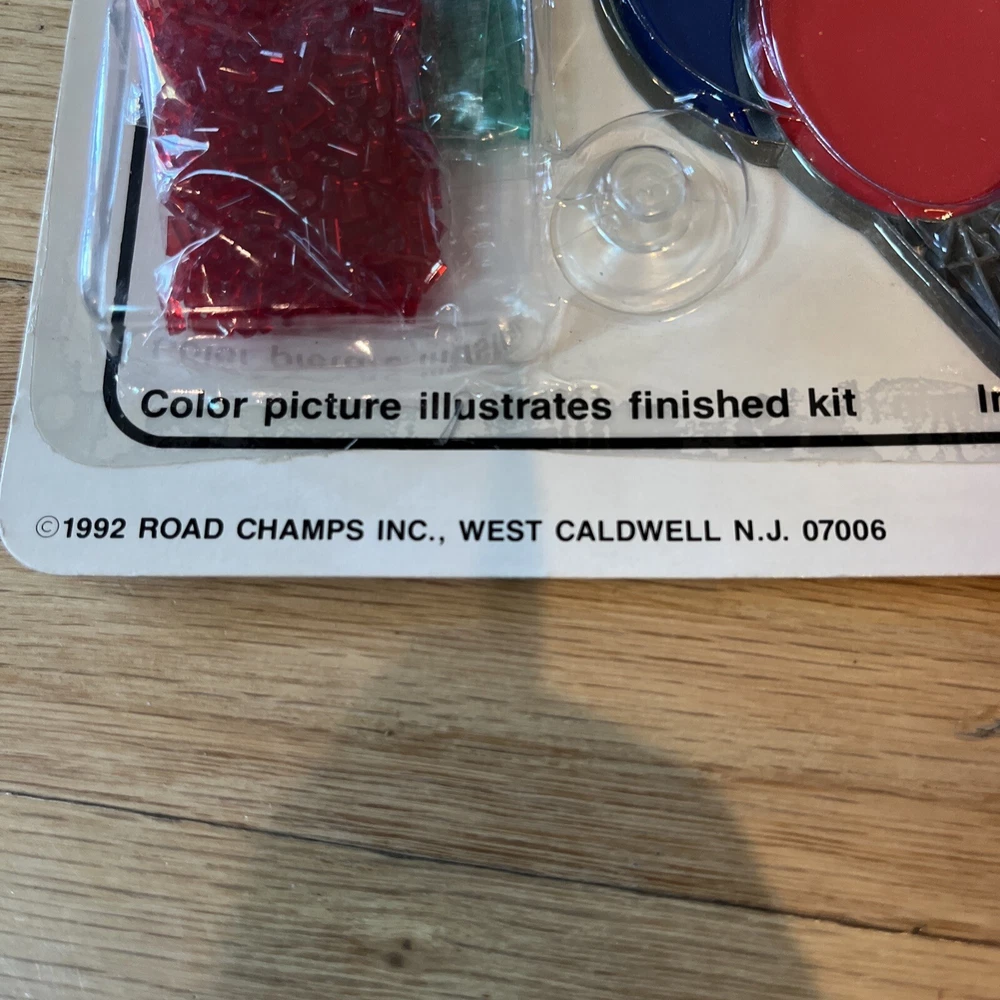 Color picture illustrates finished kit
©1992 ROAD CHAMPS INC., WEST CALDWELL N.J. 07006